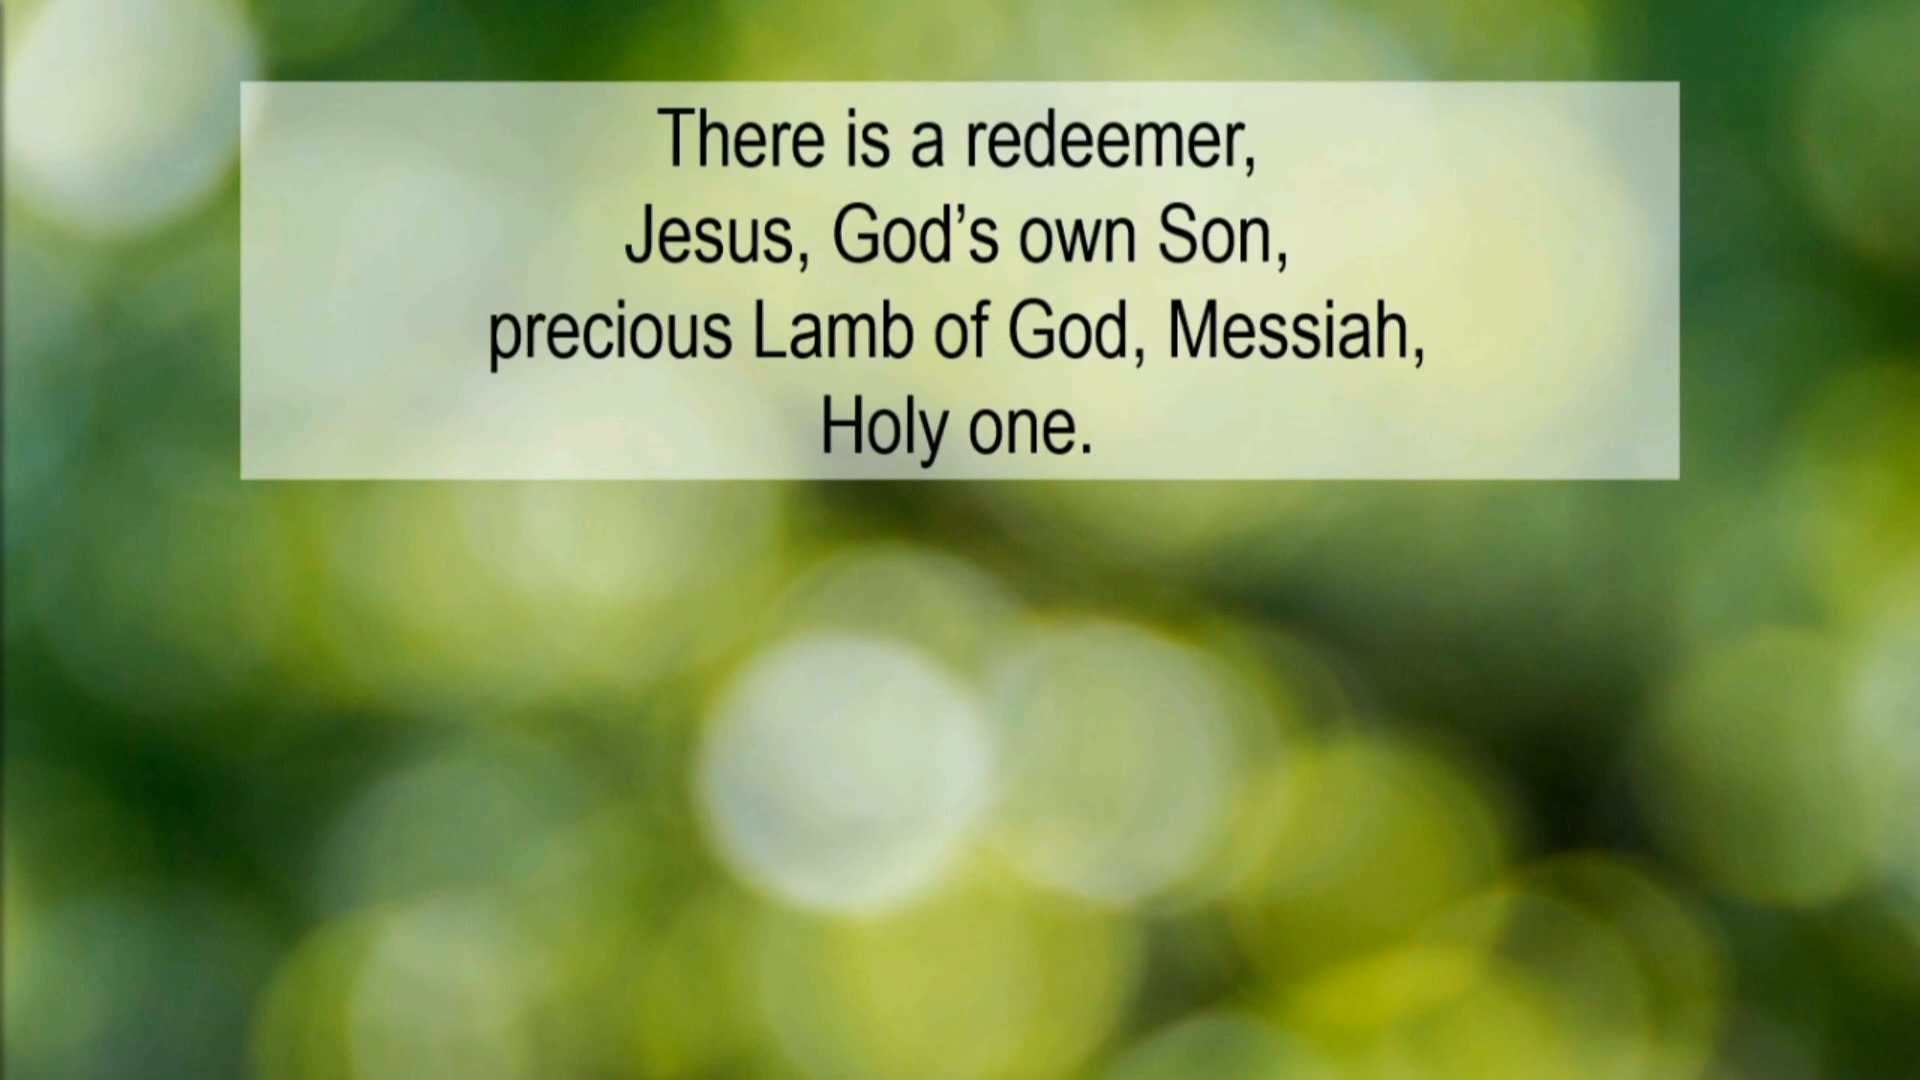 There is a redeemer,
Jesus, God’s own Son,
precious Lamb of God, Messiah,
Holy one.